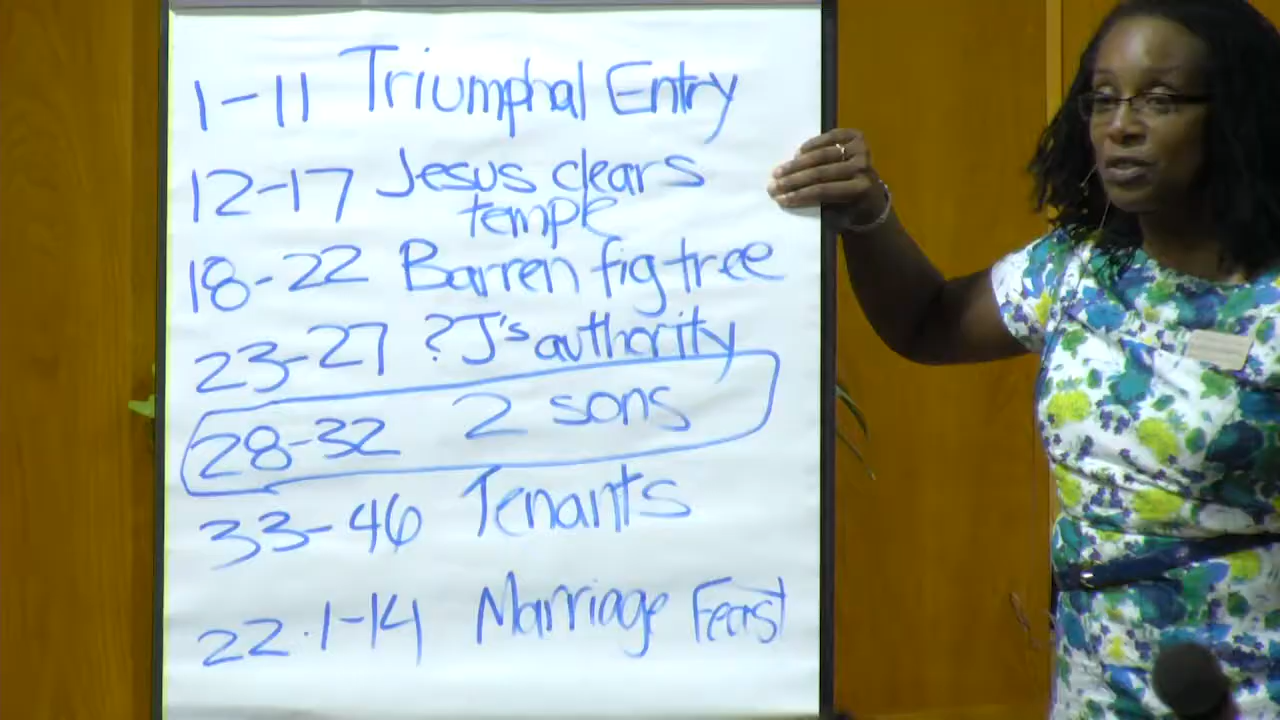 1-11 Triumphal Entry
12-17 Jesus clears
temple
18-22 Barren fig tree
23-27 ?J's authority
28-32 2 sons
33-46 Tenants
22.1-14 Marriage Feast